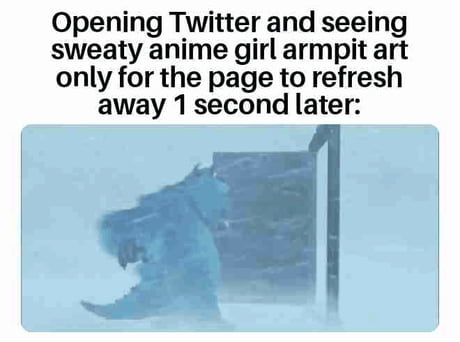 Opening Twitter and seeing
sweaty anime girl armpit art
only for the page to refresh
away 1 second later: